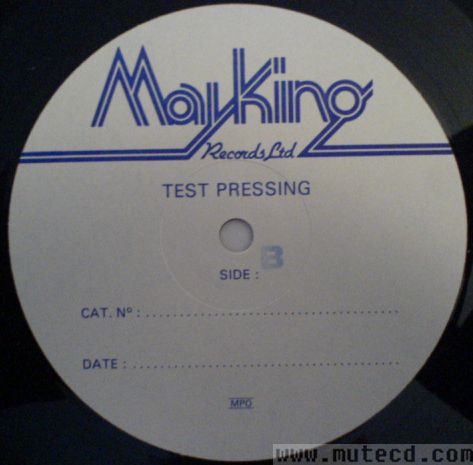 Mayking
Records Ltd
TEST PRESSING
SIDE : B
CAT. Nº : ......................................
DATE : ........................................
MPO
www.mutecd.com